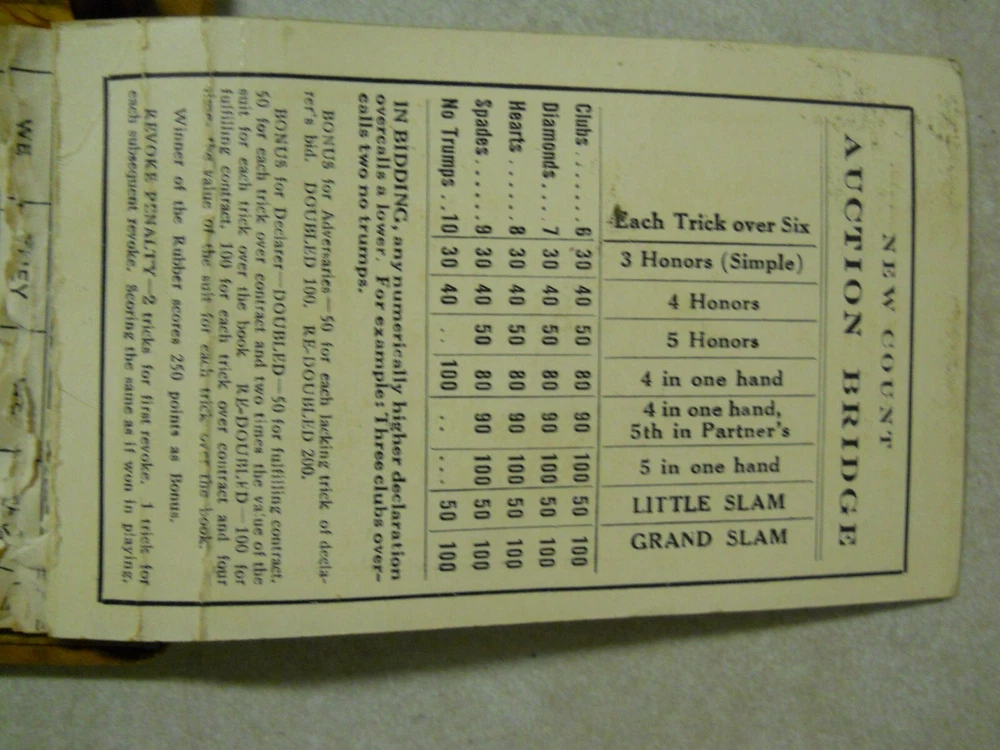 NEW COUNT
AUCTION BRIDGE
Each Trick over Six
3 Honors (Simple)
4 Honors
5 Honors
4 in one hand
4 in one hand,
5th in Partner's
5 in one hand
LITTLE SLAM
GRAND SLAM
Clubs . . . . . . 6 30 40 50 80 90 100 50 100
Diamonds . . . . 7 30 40 50 80 90 100 50 100
Hearts . . . . . . 8 30 40 50 80 90 100 50 100
Spades . . . . . . 9 30 40 50 80 90 100 50 100
No Trumps . . 10 30 40 . . 100 . . . . . 50 100
IN BIDDING, any numerically higher declaration
overcalls a lower. For example: Three clubs over-
calls two no trumps.
BONUS for Adversaries—50 for each lacking trick of decla-
rer's bid. DOUBLED 100. RE-DOUBLED 200.
BONUS for Declarer—DOUBLED—50 for fulfilling contract.
50 for each trick over contract and two times the value of the
suit for each trick over the book. RE-DOUBLED—100 for
fulfilling contract, 100 for each trick over contract and four
times the value of the suit for each trick over the book.
Winner of the Rubber scores 250 points as Bonus.
REVOKE PENALTY—2 tricks for first revoke. 1 trick for
each subsequent revoke. Scoring the same as if won in playing.
WE THEY